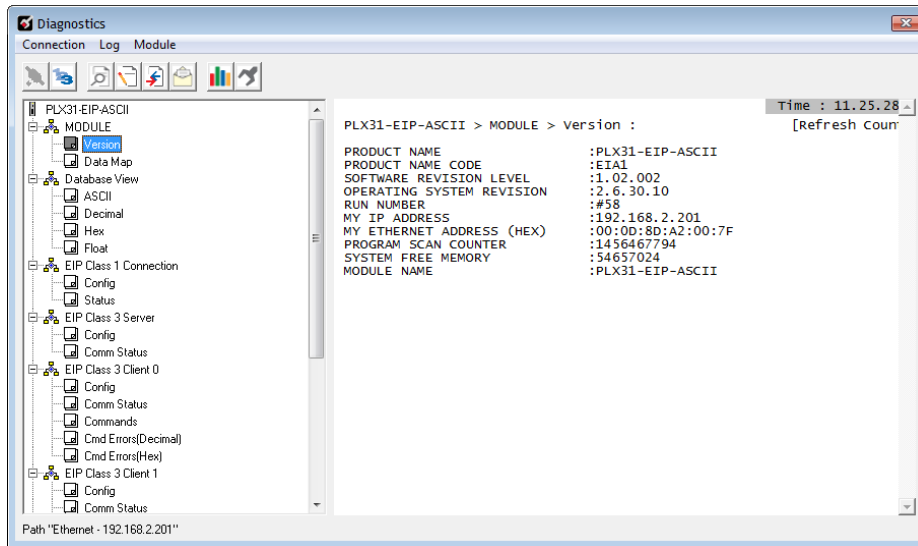 Diagnostics
Connection Log Module
PLX31-EIP-ASCII
MODULE
Version
Data Map
Database View
ASCII
Decimal
Hex
Float
EIP Class 1 Connection
Config
Status
EIP Class 3 Server
Config
Comm Status
EIP Class 3 Client 0
Config
Comm Status
Commands
Cmd Errors(Decimal)
Cmd Errors(Hex)
EIP Class 3 Client 1
Config
Comm Status
Time : 11.25.28
PLX31-EIP-ASCII > MODULE > Version : [Refresh Coun
PRODUCT NAME :PLX31-EIP-ASCII
PRODUCT NAME CODE :EIA1
SOFTWARE REVISION LEVEL :1.02.002
OPERATING SYSTEM REVISION :2.6.30.10
RUN NUMBER :#58
MY IP ADDRESS :192.168.2.201
MY ETHERNET ADDRESS (HEX) :00:0D:8D:A2:00:7F
PROGRAM SCAN COUNTER :1456467794
SYSTEM FREE MEMORY :54657024
MODULE NAME :PLX31-EIP-ASCII
Path "Ethernet - 192.168.2.201"